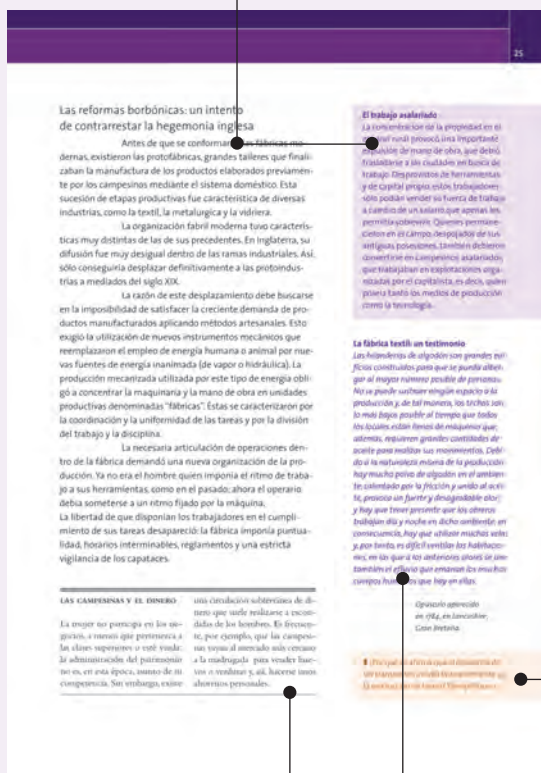 25
Las reformas borbónicas: un intento
de contrarrestar la hegemonía inglesa
Antes de que se conformaran las fábricas mo-
dernas, existieron las protofábricas, grandes talleres que finali-
zaban la manufactura de los productos elaborados previamen-
te por los campesinos mediante el sistema doméstico. Esta
sucesión de etapas productivas fue característica de diversas
industrias, como la textil, la metalúrgica y la vidriera.
La organización fabril moderna tuvo caracterís-
ticas muy distintas de las de sus precedentes. En Inglaterra, su
difusión fue muy desigual dentro de las ramas industriales. Así,
sólo conseguiría desplazar definitivamente a las protoindus-
trias a mediados del siglo XIX.
La razón de este desplazamiento debe buscarse
en la imposibilidad de satisfacer la creciente demanda de pro-
ductos manufacturados aplicando métodos artesanales. Esto
exigió la utilización de nuevos instrumentos mecánicos que
reemplazaron el empleo de energía humana o animal por nue-
vas fuentes de energía inanimada (de vapor o hidráulica). La
producción mecanizada utilizada por este tipo de energía obli-
gó a concentrar la maquinaria y la mano de obra en unidades
productivas denominadas "fábricas". Éstas se caracterizaron por
la coordinación y la uniformidad de las tareas y por la división
del trabajo y la disciplina.
La necesaria articulación de operaciones den-
tro de la fábrica demandó una nueva organización de la pro-
ducción. Ya no era el hombre quien imponía el ritmo de traba-
jo a sus herramientas, como en el pasado; ahora el operario
debía someterse a un ritmo fijado por la máquina.
La libertad de que disponían los trabajadores en el cumpli-
miento de sus tareas desapareció: la fábrica imponía puntua-
lidad, horarios interminables, reglamentos y una estricta
vigilancia de los capataces.
LAS CAMPESINAS Y EL DINERO
La mujer no participa en los ne-
gocios, a menos que pertenezca a
las clases superiores o esté viuda:
la administración del patrimonio
no es, en esta época, asunto de su
competencia. Sin embargo, existe
una circulación subterránea de di-
nero que suele realizarse a escon-
didas de los hombres. Es frecuen-
te, por ejemplo, que las campesi-
nas vayan al mercado más cercano
a la madrugada para vender hue-
vos o verduras y, así, hacerse unos
ahorritos personales.
El trabajo asalariado
La concentración de la propiedad en el
rural provocó una importante
expulsión de mano de obra, que debió
trasladarse a las ciudades en busca de
trabajo. Desprovistos de herramientas
y de capital propio, estos trabajadores
sólo podían vender su fuerza de trabajo
a cambio de un salario que apenas les
permitía sobrevivir. Quienes permane-
cieron en el campo, despojados de sus
antiguas posesiones, también debieron
convertirse en campesinos asalariados
que trabajaban en explotaciones orga-
nizadas por el capitalista, es decir, quien
poseía tanto los medios de producción
como la tecnología.
La fábrica textil: un testimonio
Las hilanderías de algodón son grandes edi-
ficios construidos para que se pueda alber-
gar al mayor número posible de personas.
No se puede sustraer ningún espacio a la
producción y, de tal manera, los techos son
lo más bajos posible al tiempo que todos
los locales están llenos de máquinas que,
además, requieren grandes cantidades de
aceite para realizar sus movimientos. Debi-
do a la naturaleza misma de la producción
hay mucho polvo de algodón en el ambien-
te; calentado por la fricción y unido al acei-
te, provoca un fuerte y desagradable olor;
y hay que tener presente que los obreros
trabajan día y noche en dicho ambiente: en
consecuencia, hay que utilizar muchas velas
y, por tanto, es difícil ventilar las habitacio-
nes, en las que a los anteriores olores se une
también el efluvio que emanan los muchos
cuerpos humanos que hay en ellas.
Opúsculo aparecido
en 1784, en Lancashire,
Gran Bretaña.